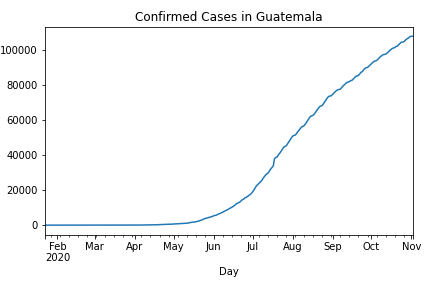 Confirmed Cases in Guatemala
100000
80000
60000
40000
20000
0
Feb Mar Apr May Jun Jul Aug Sep Oct Nov
2020
Day